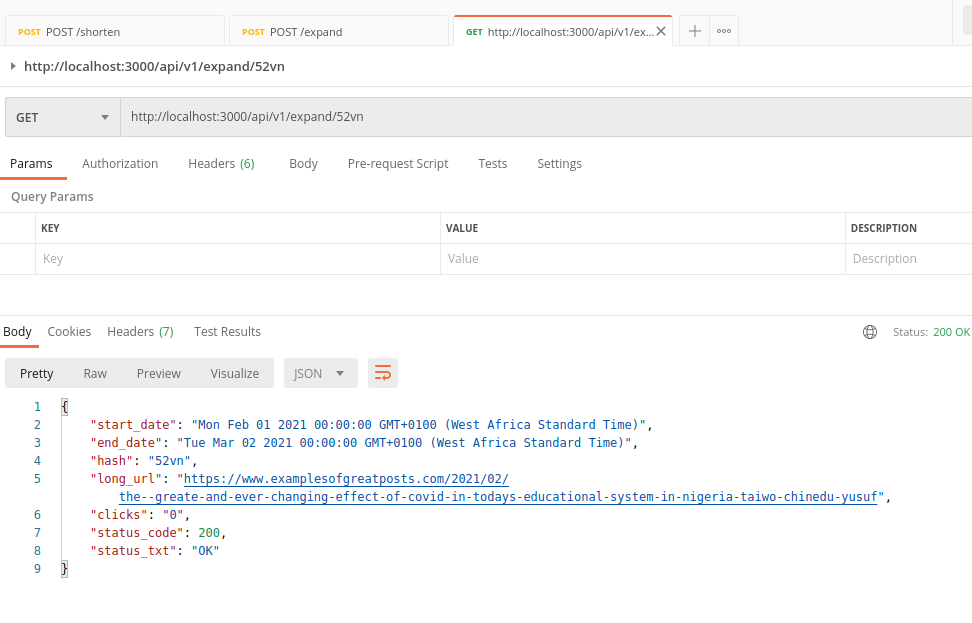 POST POST /shorten POST POST /expand GET http://localhost:3000/api/v1/ex...
http://localhost:3000/api/v1/expand/52vn
GET http://localhost:3000/api/v1/expand/52vn
Params Authorization Headers (6) Body Pre-request Script Tests Settings
Query Params
KEY VALUE DESCRIPTION
Key Value Description
Body Cookies Headers (7) Test Results Status: 200 OK
Pretty Raw Preview Visualize JSON
1 {
2 "start_date": "Mon Feb 01 2021 00:00:00 GMT+0100 (West Africa Standard Time)",
3 "end_date": "Tue Mar 02 2021 00:00:00 GMT+0100 (West Africa Standard Time)",
4 "hash": "52vn",
5 "long_url": "https://www.examplesofgreatposts.com/2021/02/
the--greate-and-ever-changing-effect-of-covid-in-todays-educational-system-in-nigeria-taiwo-chinedu-yusuf",
6 "clicks": "0",
7 "status_code": 200,
8 "status_txt": "OK"
9 }